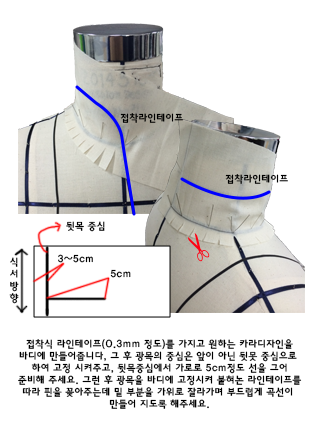 접착라인테이프
접착라인테이프
뒷목 중심
3~5cm
5cm
식서방향
접착식 라인테이프(0.3mm 정도)를 가지고 원하는 카라디자인을
바디에 만들어줍니다, 그 후 광목의 중심은 앞이 아닌 뒷못 중심으로
하여 고정 시켜주고, 뒷목중심에서 가로로 5cm정도 선을 그어
준비해 주세요. 그런 후 광목을 바디에 고정시켜 붙혀논 라인테이프를
따라 핀을 꽂아주는데 밑 부분을 가위로 잘라가며 부드럽게 곡선이
만들어 지도록 해주세요.